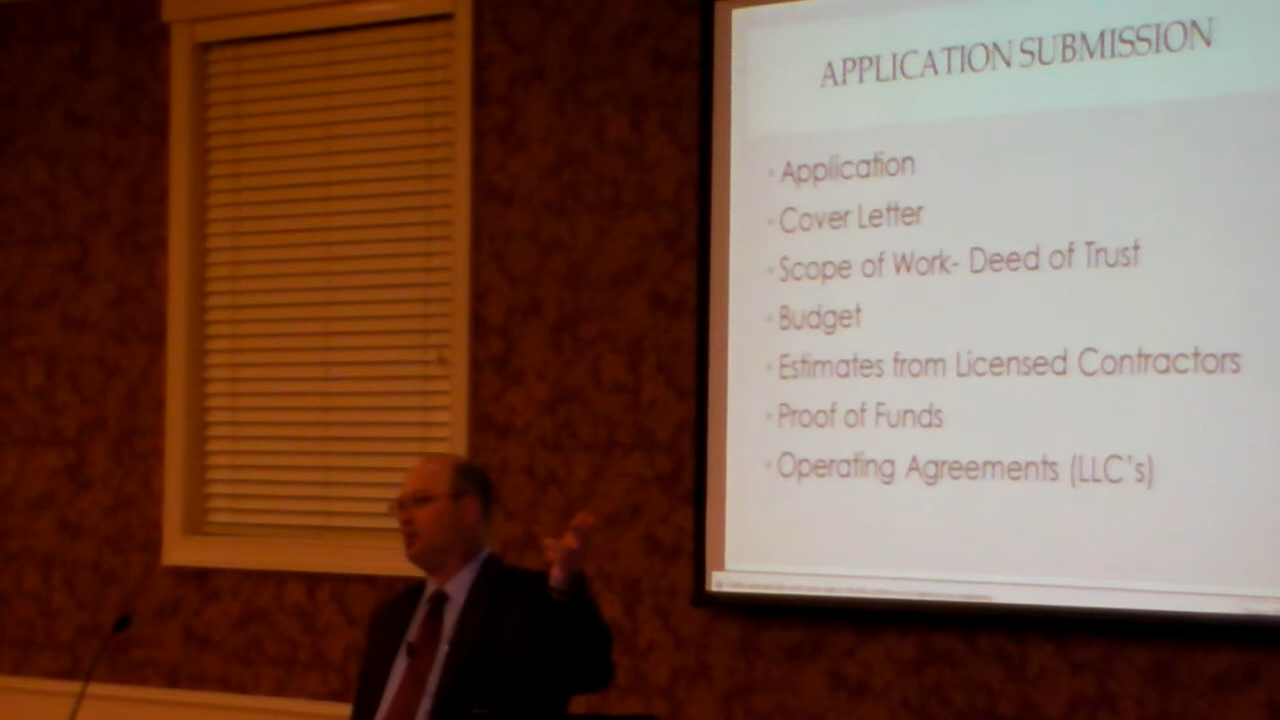 APPLICATION SUBMISSION
Application
Cover Letter
Scope of Work- Deed of Trust
Budget
Estimates from Licensed Contractors
Proof of Funds
Operating Agreements (LLC's)